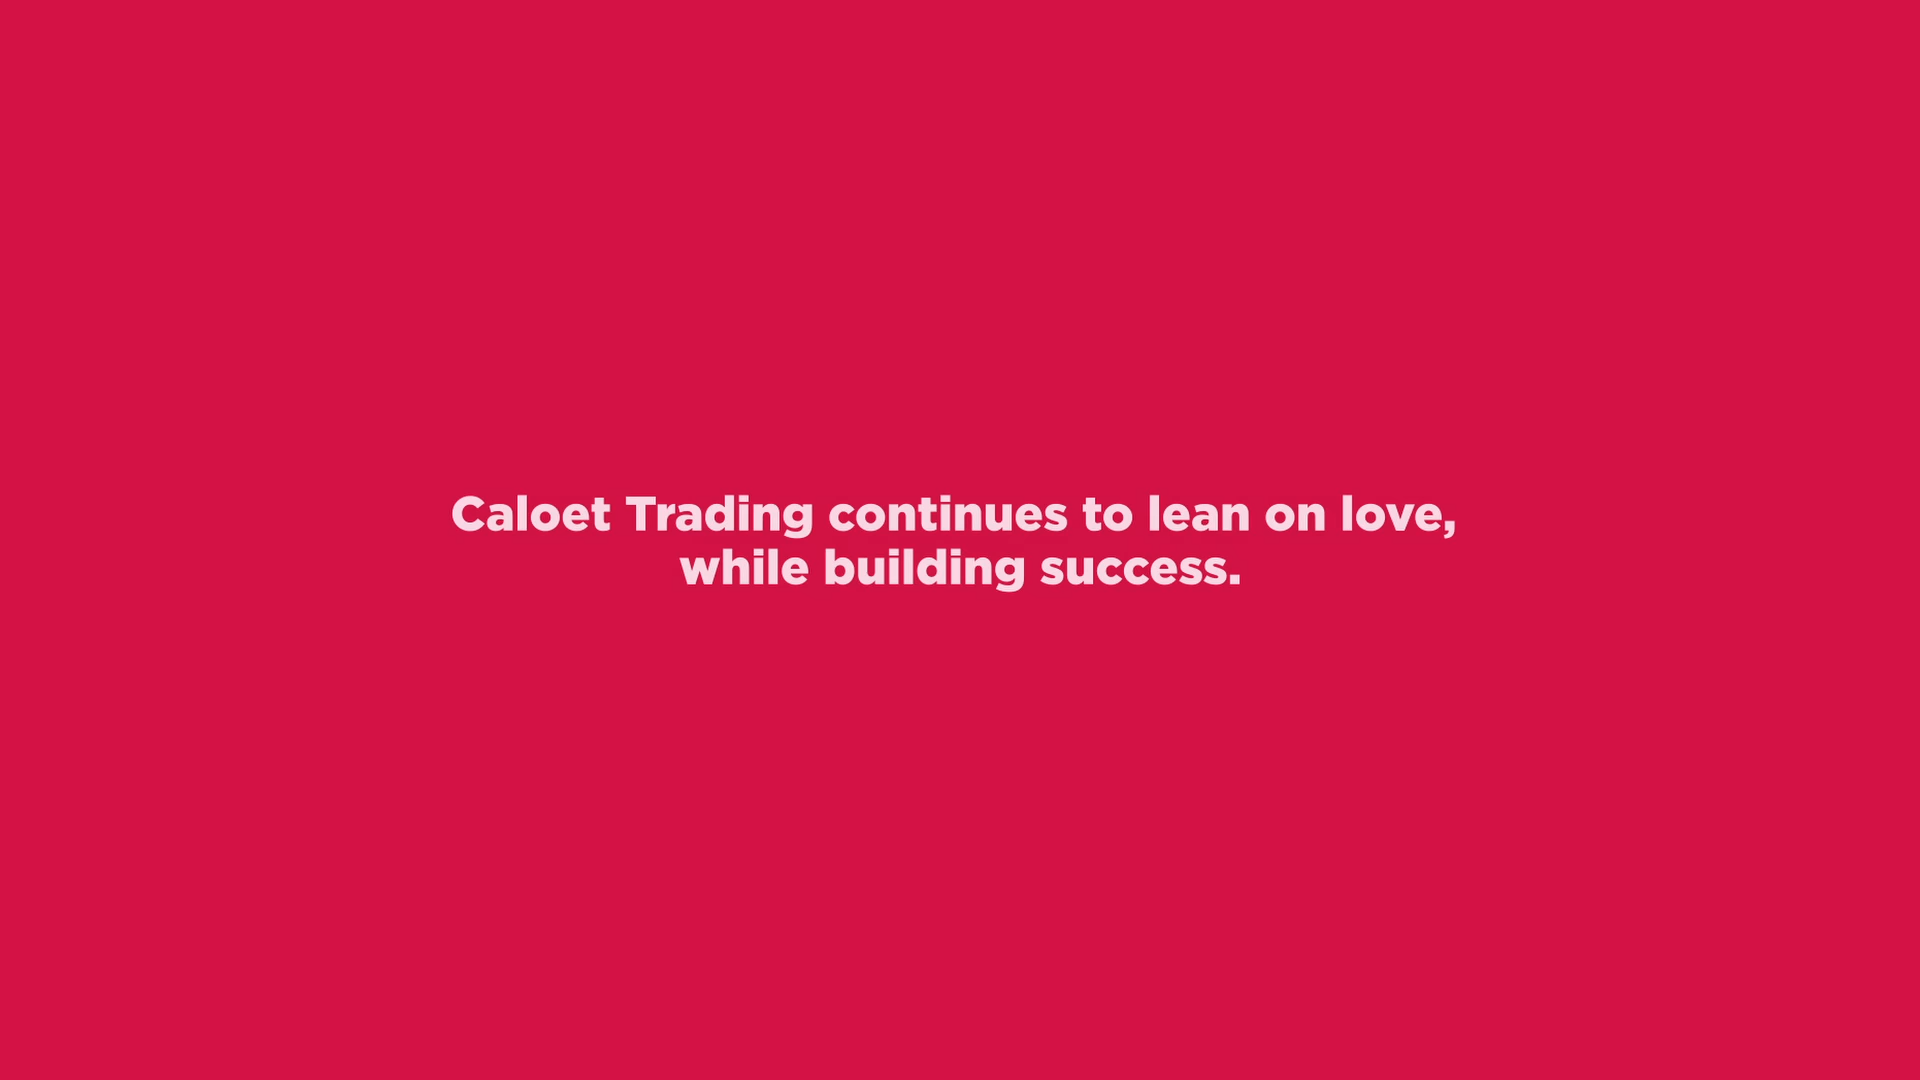 Caloet Trading continues to lean on love,
while building success.